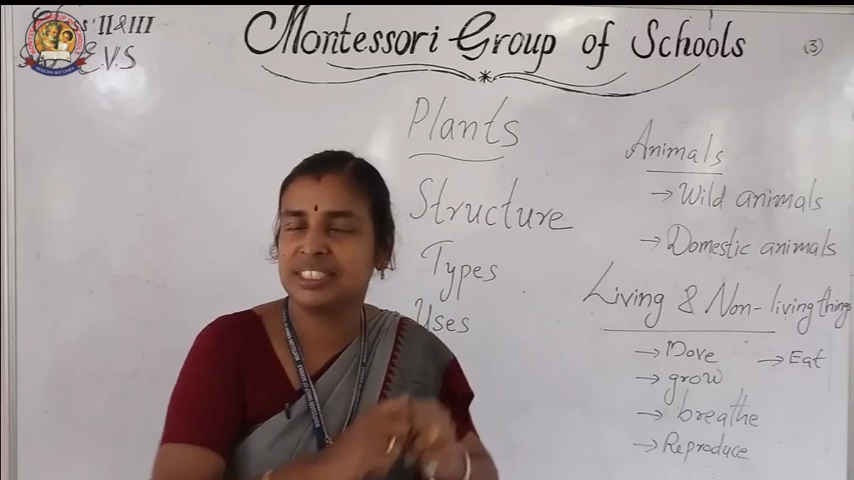 Class II & III
E.V.S
Montessori Group of Schools
(3)
Plants
Structure
Types
Uses
Animals
→ Wild animals
→ Domestic animals
Living & Non-living things
→ Move → Eat
→ grow
→ breathe
→ Reproduce